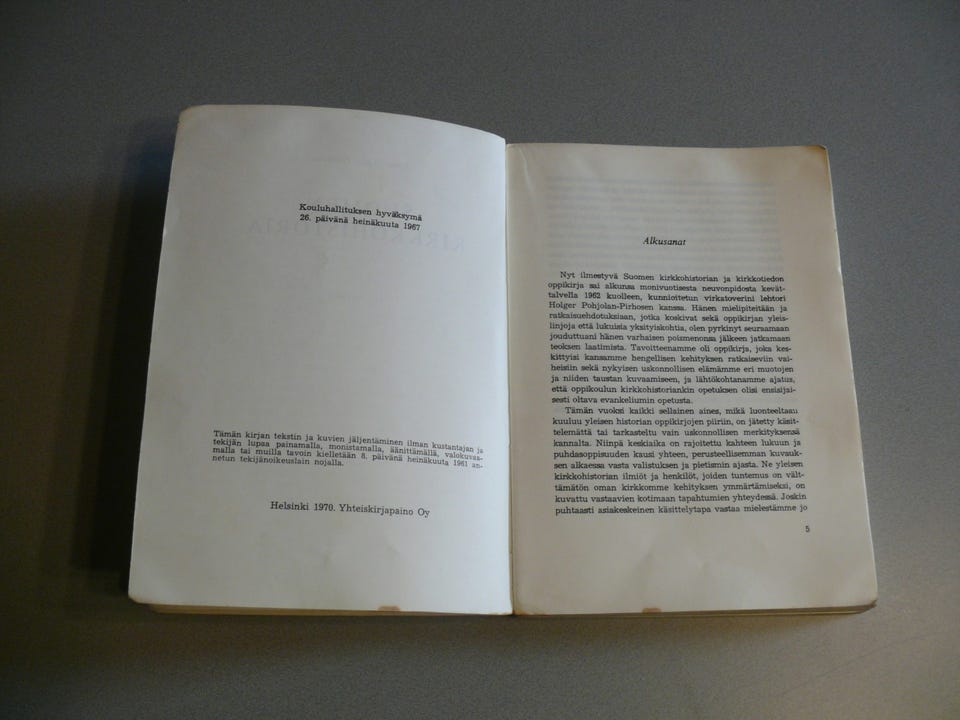 Kouluhallituksen hyväksymä
26. päivänä heinäkuuta 1967
Tämän kirjan tekstin ja kuvien jäljentäminen ilman kustantajan ja
tekijän lupaa painamalla, monistamalla, äänittämällä, valokuvaa-
malla tai muilla tavoin kielletään 8. päivänä heinäkuuta 1961 an-
netun tekijänoikeuslain nojalla.
Helsinki 1970. Yhteiskirjapaino Oy
Alkusanat
Nyt ilmestyvä Suomen kirkkohistorian ja kirkkotiedon
oppikirja sai alkunsa monivuotisesta neuvonpidosta kevät-
talvella 1962 kuolleen, kunnioitetun virkatoverini lehtori
Holger Pohjolan-Pirhosen kanssa. Hänen mielipiteitään ja
ratkaisuehdotuksiaan, jotka koskivat sekä oppikirjan yleis-
linjoja että lukuisia yksityiskohtia, olen pyrkinyt seuraamaan
jouduttuani hänen varhaisen poismenonsa jälkeen jatkamaan
teoksen laatimista. Tavoitteenamme oli oppikirja, joka kes-
kittyisi kansamme hengellisen kehityksen ratkaiseviin vai-
heisiin sekä nykyisen uskonnollisen elämämme eri muotojen
ja niiden taustan kuvaamiseen, ja lähtökohtanamme ajatus,
että oppikoulun kirkkohistoriankin opetuksen olisi ensisijai-
sesti oltava evankeliumin opetusta.
Tämän vuoksi kaikki sellainen aines, mikä luonteeltaan
kuuluu yleisen historian oppikirjojen piiriin, on jätetty käsit-
telemättä tai tarkasteltu vain uskonnollisen merkityksensä
kannalta. Niinpä keskiaika on rajoitettu kahteen lukuun ja
puhdasoppisuuden kausi yhteen, perusteellisemman kuvauk-
sen alkaessa vasta valistuksen ja pietismin ajasta. Ne yleisen
kirkkohistorian ilmiöt ja henkilöt, joiden tuntemus on vält-
tämätön oman kirkkomme kehityksen ymmärtämiseksi, on
kuvattu vastaavien kotimaan tapahtumien yhteydessä. Joskin
puhtaasti asiakeskeinen käsittelytapa vastaa mielestämme jo
5